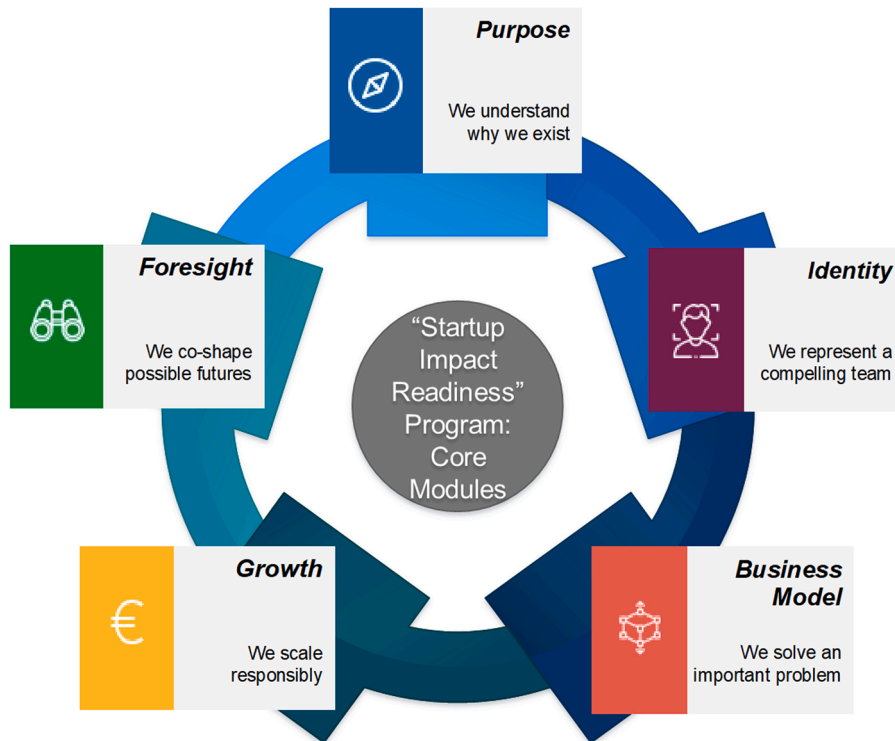 Purpose
We understand
why we exist
Identity
We represent a
compelling team
Business
Model
We solve an
important problem
Growth
We scale
responsibly
€
Foresight
We co-shape
possible futures
“Startup
Impact
Readiness”
Program:
Core
Modules